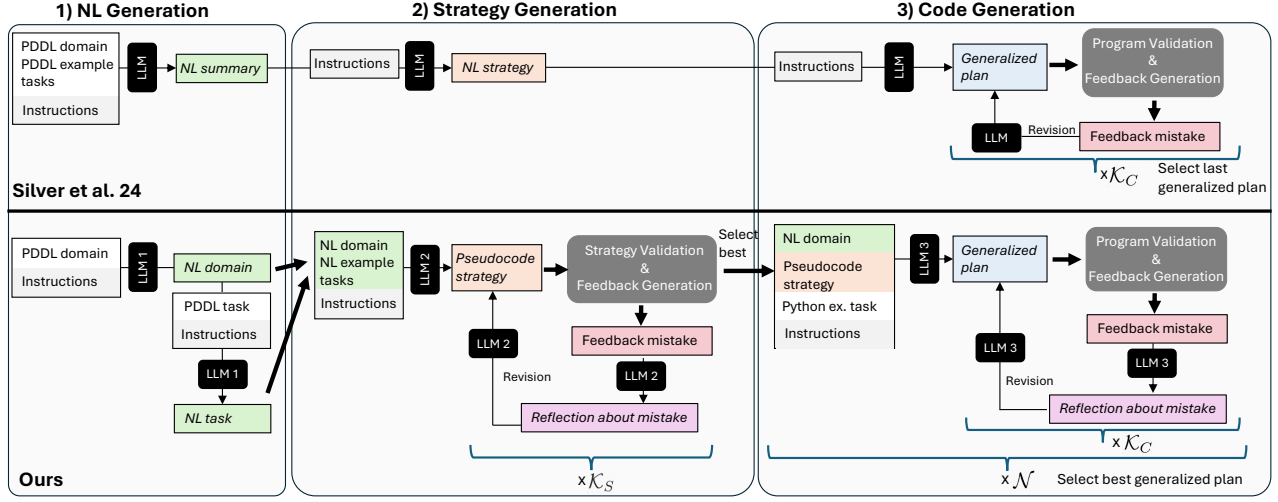 1) NL Generation
2) Strategy Generation
3) Code Generation
PDDL domain
PDDL example
tasks
Instructions
LLM
NL summary
Instructions
LLM
NL strategy
Instructions
LLM
Generalized
plan
Program Validation
&
Feedback Generation
LLM
Revision
Feedback mistake
x K_C
Select last
generalized plan
Silver et al. 24
PDDL domain
Instructions
LLM 1
NL domain
PDDL task
Instructions
LLM 1
NL task
NL domain
NL example
tasks
Instructions
LLM 2
Pseudocode
strategy
Strategy Validation
&
Feedback Generation
Feedback mistake
LLM 2
LLM 2
Revision
Reflection about mistake
x K_S
Select
best
NL domain
Pseudocode
strategy
Python ex. task
Instructions
LLM 3
Generalized
plan
Program Validation
&
Feedback Generation
Feedback mistake
LLM 3
LLM 3
Revision
Reflection about mistake
x K_C
x N
Select best generalized plan
Ours